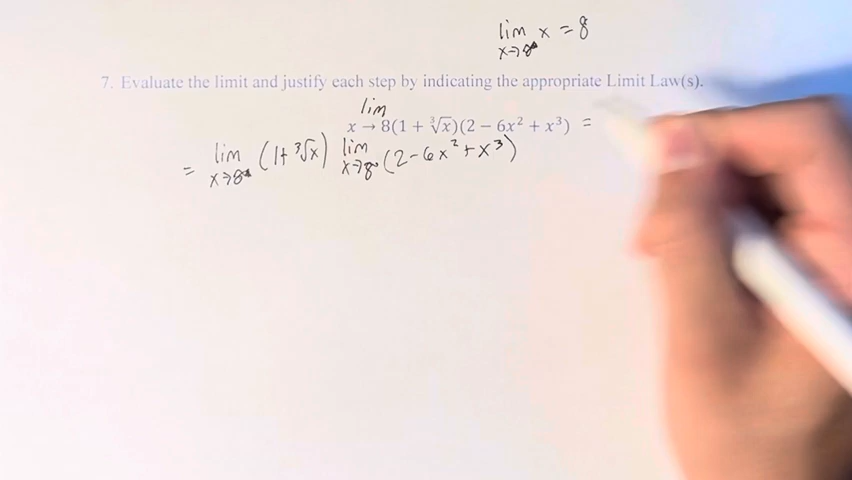 lim x = 8
x→8
7. Evaluate the limit and justify each step by indicating the appropriate Limit Law(s).
lim
x → 8(1 + ∛x)(2 − 6x² + x³) =
= lim (1+ ∛x) lim (2-6x²+x³)
x→8 x→8